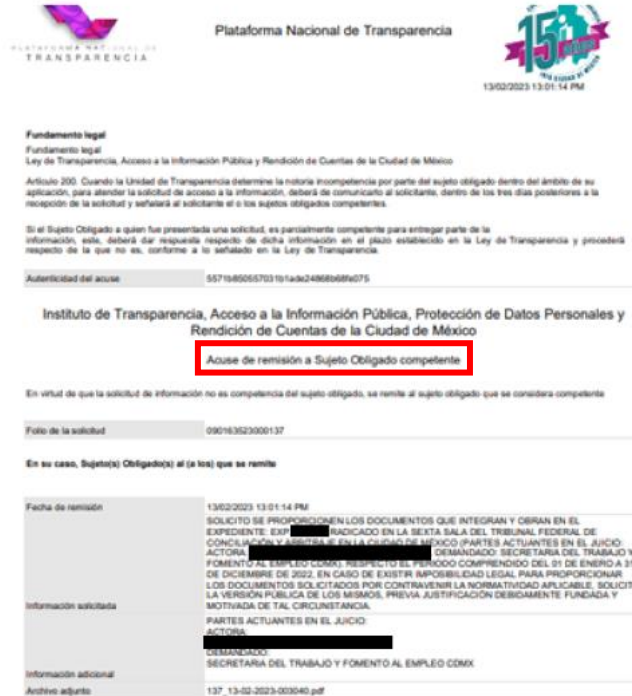 Plataforma Nacional de Transparencia
PLATAFORMA NACIONAL DE
TRANSPARENCIA
13/02/2023 13:01:14 PM
Fundamento legal
Fundamento legal
Ley de Transparencia, Acceso a la Información Pública y Rendición de Cuentas de la Ciudad de México
Artículo 200. Cuando la Unidad de Transparencia determine la notoria incompetencia por parte del sujeto obligado dentro del ámbito de su
aplicación, para atender la solicitud de acceso a la información, deberá de comunicarlo al solicitante, dentro de los tres días posteriores a la
recepción de la solicitud y señalará al solicitante el o los sujetos obligados competentes.
Si el Sujeto Obligado a quien fue presentada una solicitud, es parcialmente competente para entregar parte de la
información, este, deberá dar respuesta respecto de dicha información en el plazo establecido en la Ley de Transparencia y procederá
respecto de la que no es, conforme a lo señalado en la Ley de Transparencia.
Autenticidad del acuse
Instituto de Transparencia, Acceso a la Información Pública, Protección de Datos Personales y
Rendición de Cuentas de la Ciudad de México
Acuse de remisión a Sujeto Obligado competente
En virtud de que la solicitud de información no es competencia del sujeto obligado, se remite al sujeto obligado que se considera competente
Folio de la solicitud 090163523000137
En su caso, Sujeto(s) Obligado(s) al (a los) que se remite
Fecha de remisión 13/02/2023 13:01:14 PM
SOLICITO SE PROPORCIONEN LOS DOCUMENTOS QUE INTEGRAN Y OBRAN EN EL
EXPEDIENTE: EXP RADICADO EN LA SEXTA SALA DEL TRIBUNAL FEDERAL DE
CONCILIACIÓN Y ARBITRAJE EN LA CIUDAD DE MÉXICO (PARTES ACTUANTES EN EL JUICIO:
ACTORA DEMANDADO: SECRETARIA DEL TRABAJO Y
FOMENTO AL EMPLEO CDMX). RESPECTO EL PERIODO COMPRENDIDO DEL 01 DE ENERO A 31
DE DICIEMBRE DE 2022, EN CASO DE EXISTIR IMPOSIBILIDAD LEGAL PARA PROPORCIONAR
LOS DOCUMENTOS SOLICITADOS POR CONTRAVENIR LA NORMATIVIDAD APLICABLE, SOLICIT
LA VERSIÓN PÚBLICA DE LOS MISMOS, PREVIA JUSTIFICACIÓN DEBIDAMENTE FUNDADA Y
Información solicitada MOTIVADA DE TAL CIRCUNSTANCIA.
PARTES ACTUANTES EN EL JUICIO:
ACTORA:
DEMANDADO:
SECRETARIA DEL TRABAJO Y FOMENTO AL EMPLEO CDMX
Información adicional
Archivo adjunto 137_13-02-2023-003040.pdf